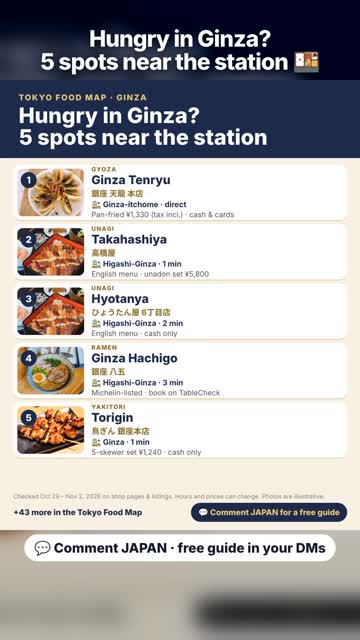 Hungry in Ginza?
5 spots near the station 🍱
TOKYO FOOD MAP · GINZA
Hungry in Ginza?
5 spots near the station
1
GYOZA
Ginza Tenryu
銀座 天龍 本店
🚉 Ginza-itchome · direct
Pan-fried ¥1,330 (tax incl.) · cash & cards
2
UNAGI
Takahashiya
高橋屋
🚉 Higashi-Ginza · 1 min
English menu · unadon set ¥5,800
3
UNAGI
Hyotanya
ひょうたん屋 6丁目店
🚉 Higashi-Ginza · 2 min
English menu · cash only
4
RAMEN
Ginza Hachigo
銀座 八五
🚉 Higashi-Ginza · 3 min
Michelin-listed · book on TableCheck
5
YAKITORI
Torigin
鳥ぎん 銀座本店
🚉 Ginza · 1 min
5-skewer set ¥1,240 · cash only
Checked Oct 29 – Nov 2, 2026 on shop pages & listings. Hours and prices can change. Photos are illustrative.
+43 more in the Tokyo Food Map
💬 Comment JAPAN for a free guide
💬 Comment JAPAN · free guide in your DMs